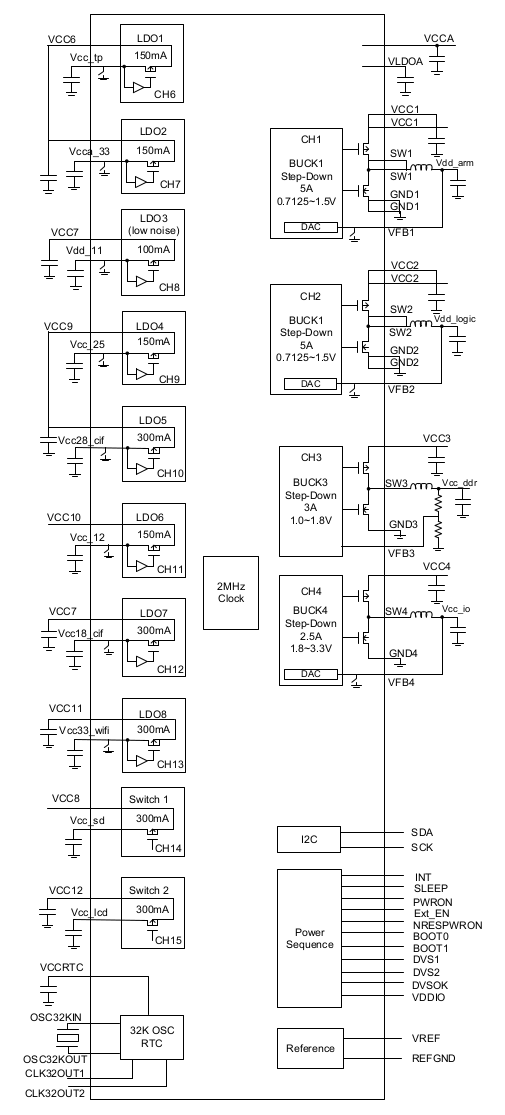 VCC6
LDO1
150mA
Vcc_tp
CH6
LDO2
150mA
Vcca_33
CH7
LDO3
(low noise)
VCC7
100mA
Vdd_11
CH8
VCC9
LDO4
150mA
Vcc_25
CH9
LDO5
300mA
Vcc28_cif
CH10
VCC10
LDO6
150mA
Vcc_12
CH11
VCC7
LDO7
300mA
Vcc18_cif
CH12
VCC11
LDO8
300mA
Vcc33_wifi
CH13
VCC8
Switch 1
300mA
Vcc_sd
CH14
VCC12
Switch 2
300mA
Vcc_lcd
CH15
VCCRTC
OSC32KIN
32K OSC
RTC
OSC32KOUT
CLK32OUT1
CLK32OUT2
2MHz
Clock
VCCA
VLDOA
VCC1
VCC1
CH1
BUCK1
Step-Down
5A
0.7125~1.5V
DAC
SW1
SW1
Vdd_arm
GND1
GND1
VFB1
VCC2
VCC2
CH2
BUCK1
Step-Down
5A
0.7125~1.5V
DAC
SW2
SW2
Vdd_logic
GND2
GND2
VFB2
VCC3
CH3
BUCK3
Step-Down
3A
1.0~1.8V
SW3
Vcc_ddr
GND3
VFB3
VCC4
CH4
BUCK4
Step-Down
2.5A
1.8~3.3V
DAC
SW4
Vcc_io
GND4
VFB4
I2C
SDA
SCK
Power
Sequence
INT
SLEEP
PWRON
Ext_EN
NRESPWRON
BOOT0
BOOT1
DVS1
DVS2
DVSOK
VDDIO
Reference
VREF
REFGND